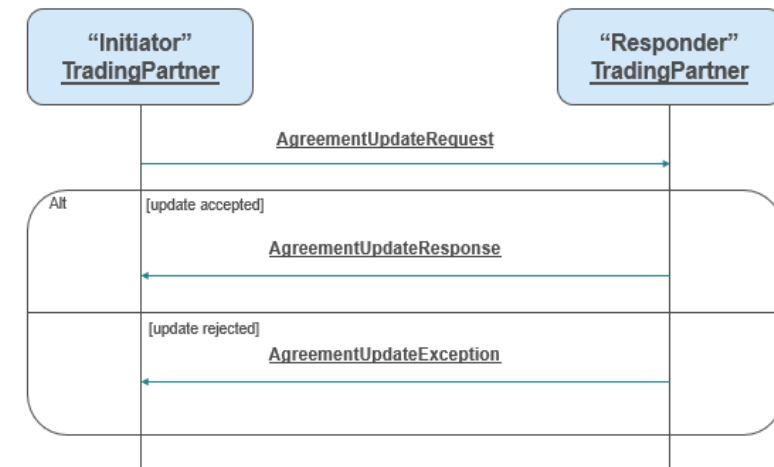 “Initiator”
TradingPartner
“Responder”
TradingPartner
AgreementUpdateRequest
Alt
[update accepted]
AgreementUpdateResponse
[update rejected]
AgreementUpdateException